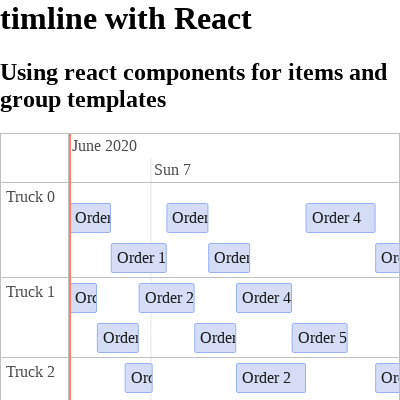 timline with React
Using react components for items and
group templates
June 2020
Sun 7
Truck 0
Order Order Order 4
Order 1 Order Or
Truck 1
Ord Order 2 Order 4
Order Order Order 5
Truck 2
Ord Order 2 Or